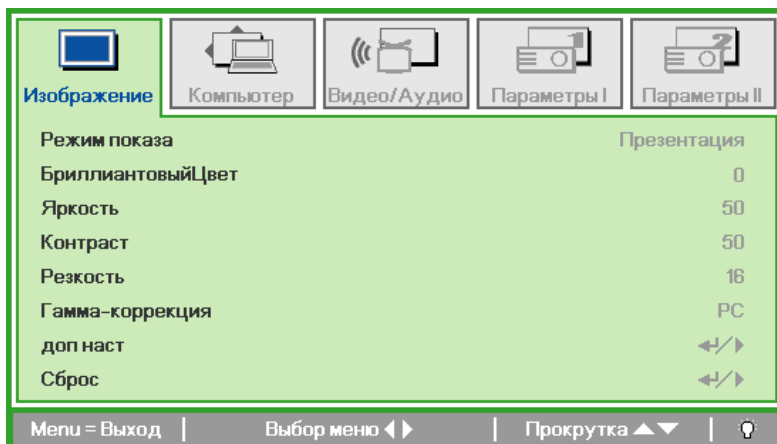 Изображение Компьютер Видео/Аудио Параметры I Параметры II
Режим показа Презентация
БриллиантовыйЦвет 0
Яркость 50
Контраст 50
Резкость 16
Гамма-коррекция PC
доп наст ↵/▶
Сброс ↵/▶
Menu = Выход | Выбор меню ◀▶ | Прокрутка ▲▼ |